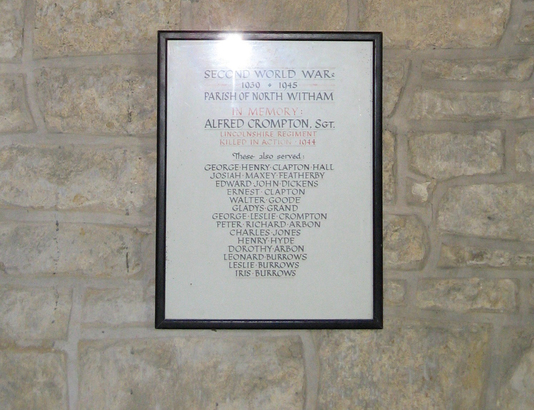 SECOND WORLD WAR:
1939 • 1945
PARISH OF NORTH WITHAM
IN MEMORY:
ALFRED CROMPTON, SGT.
LINCOLNSHIRE REGIMENT
KILLED IN ACTION • 1944
These also served:
GEORGE·HENRY·CLAPTON·HALL
JOSIAH·MAXEY·FEATHERBY
EDWARD·JOHN·DICKENS
ERNEST·CLAPTON
WALTER·GOODE
GLADYS·GRAND
GEORGE·LESLIE·CROMPTON
PETER·RICHARD·ARBON
CHARLES·JONES
HENRY·HYDE
DOROTHY·ARBON
LEONARD·BURROWS
LESLIE·BURROWS
IRIS·BURROWS